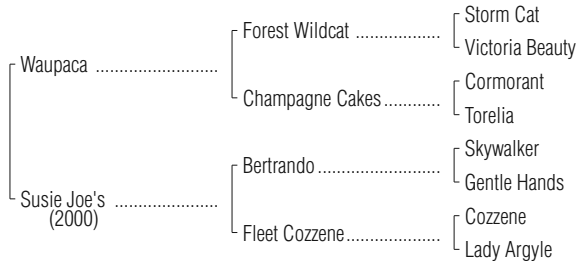 Storm Cat
Forest Wildcat ..................
Victoria Beauty
Waupaca ..........................
Cormorant
Champagne Cakes ............
Torelia
Skywalker
Bertrando ..........................
Gentle Hands
Susie Joe's ......................
(2000)
Cozzene
Fleet Cozzene ....................
Lady Argyle